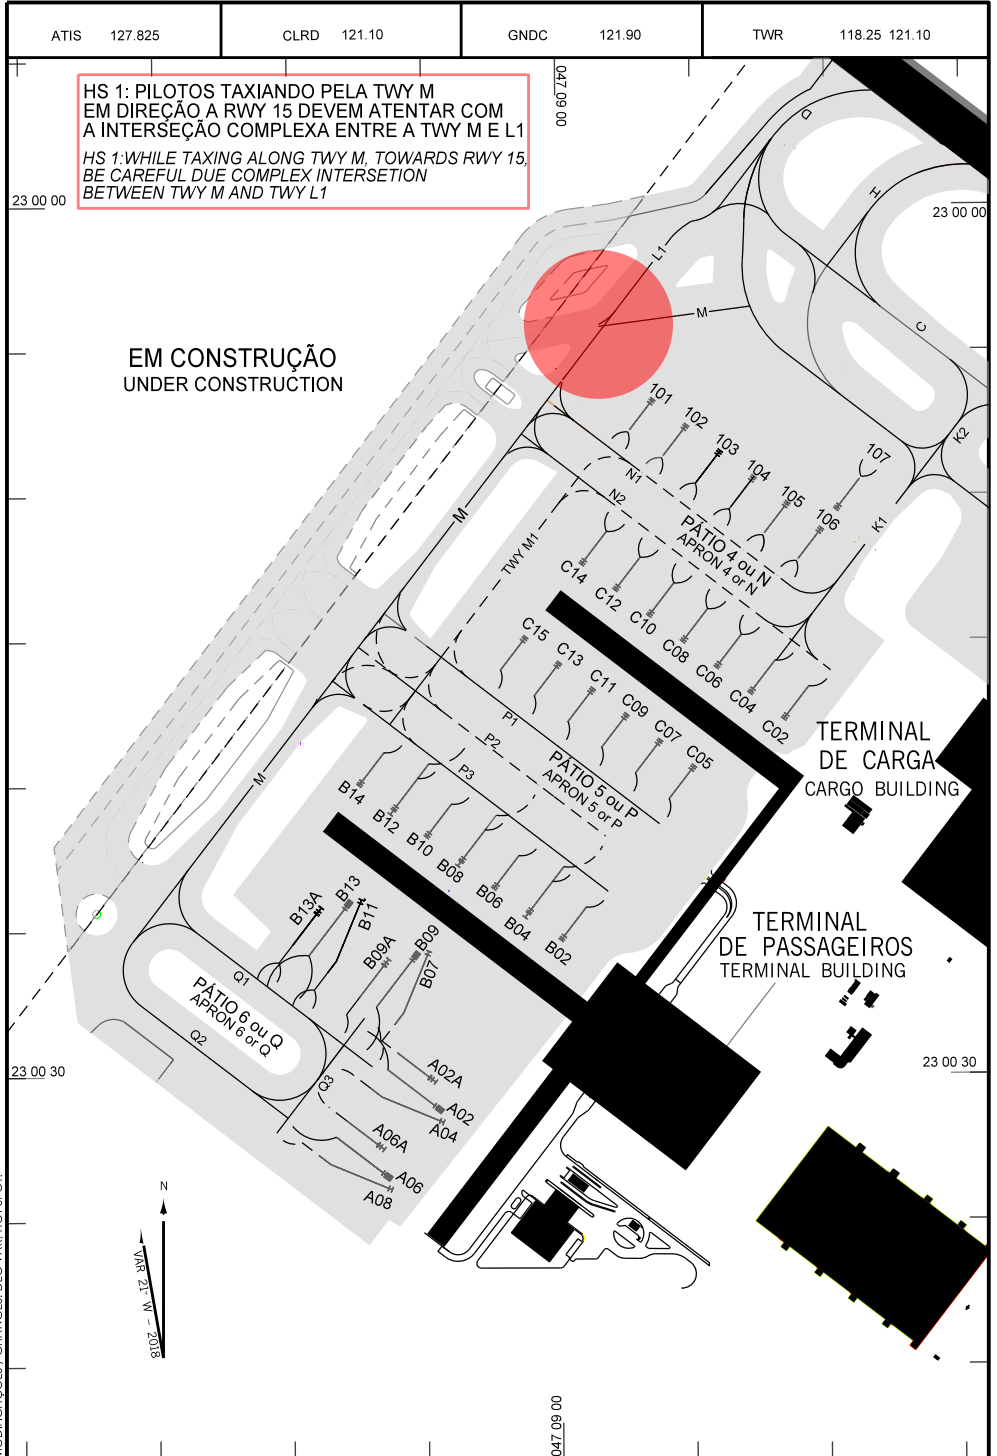 ATIS 127.825
CLRD 121.10
GNDC 121.90
TWR 118.25 121.10
HS 1: PILOTOS TAXIANDO PELA TWY M
EM DIREÇÃO A RWY 15 DEVEM ATENTAR COM
A INTERSEÇÃO COMPLEXA ENTRE A TWY M E L1
HS 1:WHILE TAXING ALONG TWY M, TOWARDS RWY 15,
BE CAREFUL DUE COMPLEX INTERSETION
BETWEEN TWY M AND TWY L1
047 09 00
23 00 00
23 00 00
D
H
L1
M
C
EM CONSTRUÇÃO
UNDER CONSTRUCTION
101
102
103
104
105
106
107
K2
K1
N1
N2
M
TWY M1
PÁTIO 4 ou N
APRON 4 or N
C14
C12
C10
C08
C06
C04
C02
C15
C13
C11
C09
C07
C05
P1
P2
P3
PÁTIO 5 ou P
APRON 5 or P
M
B14
B12
B10
B08
B06
B04
B02
TERMINAL
DE CARGA
CARGO BUILDING
TERMINAL
DE PASSAGEIROS
TERMINAL BUILDING
B13A
B13
B11
B09A
B09
B07
Q1
PÁTIO 6 ou Q
APRON 6 or Q
Q2
Q3
A02A
A02
A04
A06A
A06
A08
23 00 30
23 00 30
N
VAR 21° W - 2018
047 09 00